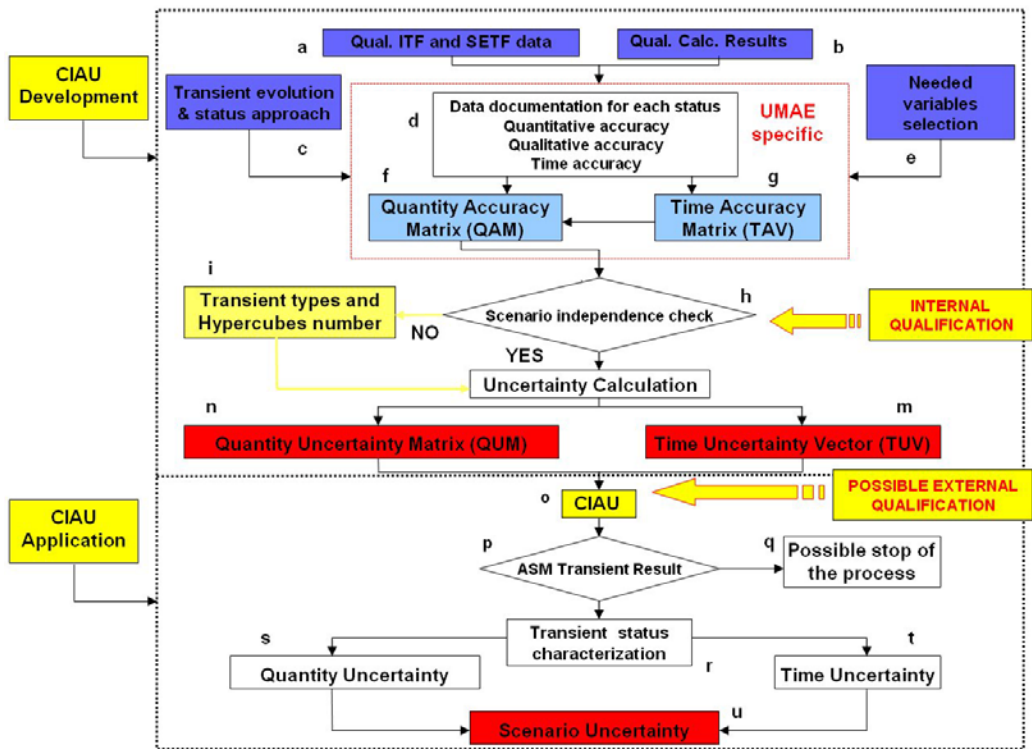 a
Qual. ITF and SETF data
Qual. Calc. Results
b
CIAU
Development
Transient evolution
& status approach
c
d
Data documentation for each status
Quantitative accuracy
Qualitative accuracy
Time accuracy
UMAE
specific
Needed
variables
selection
e
f
Quantity Accuracy
Matrix (QAM)
g
Time Accuracy
Matrix (TAV)
i
Transient types and
Hypercubes number
NO
h
Scenario independence check
INTERNAL
QUALIFICATION
YES
Uncertainty Calculation
n
Quantity Uncertainty Matrix (QUM)
m
Time Uncertainty Vector (TUV)
CIAU
Application
o
CIAU
POSSIBLE EXTERNAL
QUALIFICATION
p
ASM Transient Result
q
Possible stop of
the process
Transient status
characterization
r
s
Quantity Uncertainty
t
Time Uncertainty
Scenario Uncertainty
u